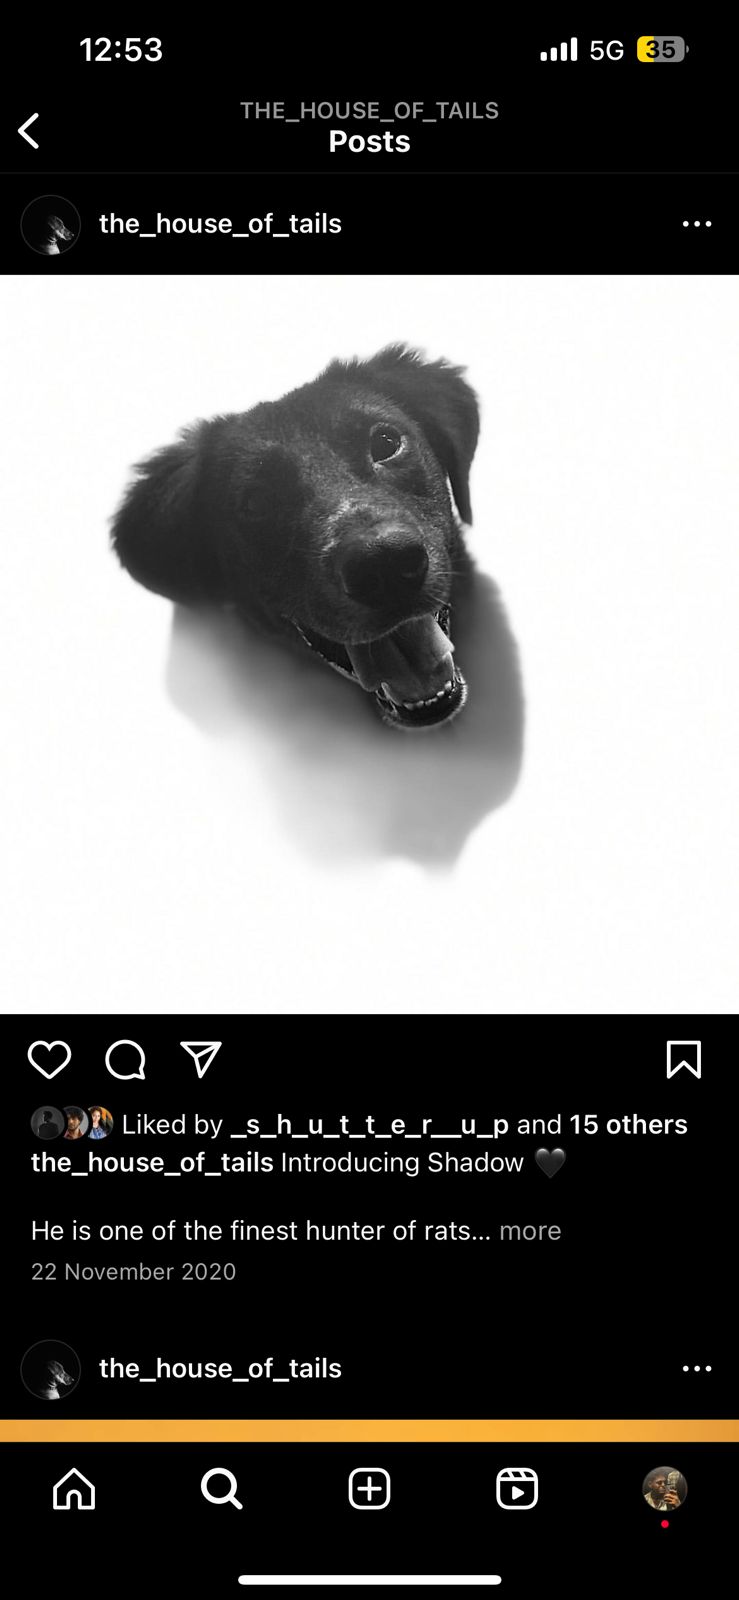 12:53
5G
35
THE_HOUSE_OF_TAILS
Posts
the_house_of_tails
Liked by _s_h_u_t_t_e_r__u_p and 15 others
the_house_of_tails Introducing Shadow 🖤
He is one of the finest hunter of rats... more
22 November 2020
the_house_of_tails